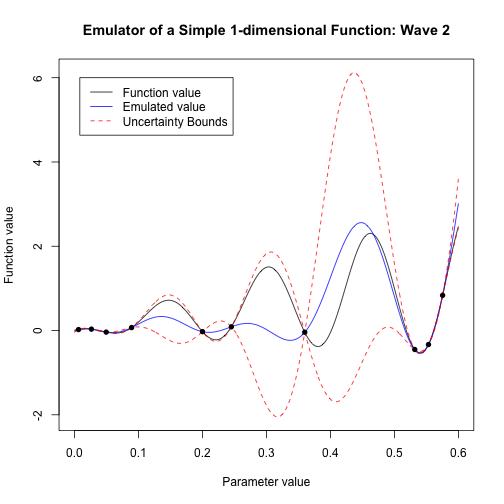 Emulator of a Simple 1-dimensional Function: Wave 2
Function value
Emulated value
Uncertainty Bounds
Function value
6
4
2
0
-2
0.0 0.1 0.2 0.3 0.4 0.5 0.6
Parameter value